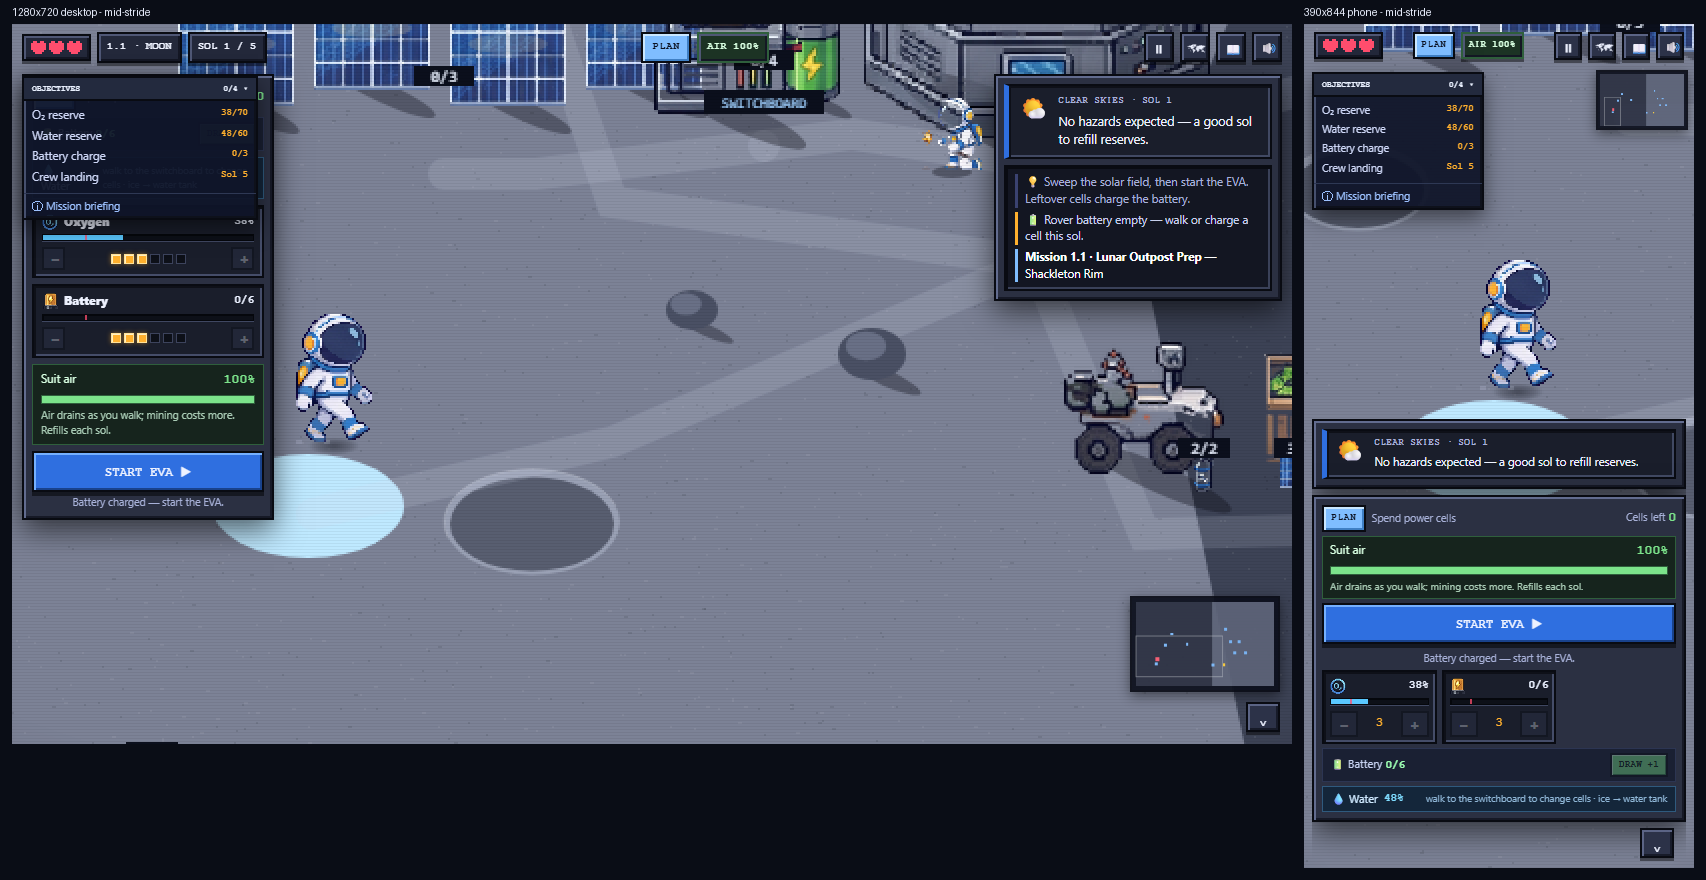 1280x720 desktop - mid-stride
1.1 · MOON
SOL 1 / 5
PLAN
AIR 100%
0/3
/4
SWITCHBOARD
OBJECTIVES 0/4
O₂ reserve 38/70
Water reserve 48/60
Battery charge 0/3
Crew landing Sol 5
Mission briefing
Oxygen 38%
− +
Battery 0/6
− +
Suit air 100%
Air drains as you walk; mining costs more.
Refills each sol.
START EVA ▶
Battery charged — start the EVA.
CLEAR SKIES · SOL 1
No hazards expected — a good sol
to refill reserves.
Sweep the solar field, then start the EVA.
Leftover cells charge the battery.
Rover battery empty — walk or charge a
cell this sol.
Mission 1.1 · Lunar Outpost Prep —
Shackleton Rim
2/2
3
v
390x844 phone - mid-stride
PLAN
AIR 100%
OBJECTIVES 0/4
O₂ reserve 38/70
Water reserve 48/60
Battery charge 0/3
Crew landing Sol 5
Mission briefing
CLEAR SKIES · SOL 1
No hazards expected — a good sol to refill reserves.
PLAN Spend power cells Cells left 0
Suit air 100%
Air drains as you walk; mining costs more. Refills each sol.
START EVA ▶
Battery charged — start the EVA.
O₂ 38%
− 3 +
0/6
− 3 +
Battery 0/6 DRAW +1
Water 48% walk to the switchboard to change cells · ice → water tank
v